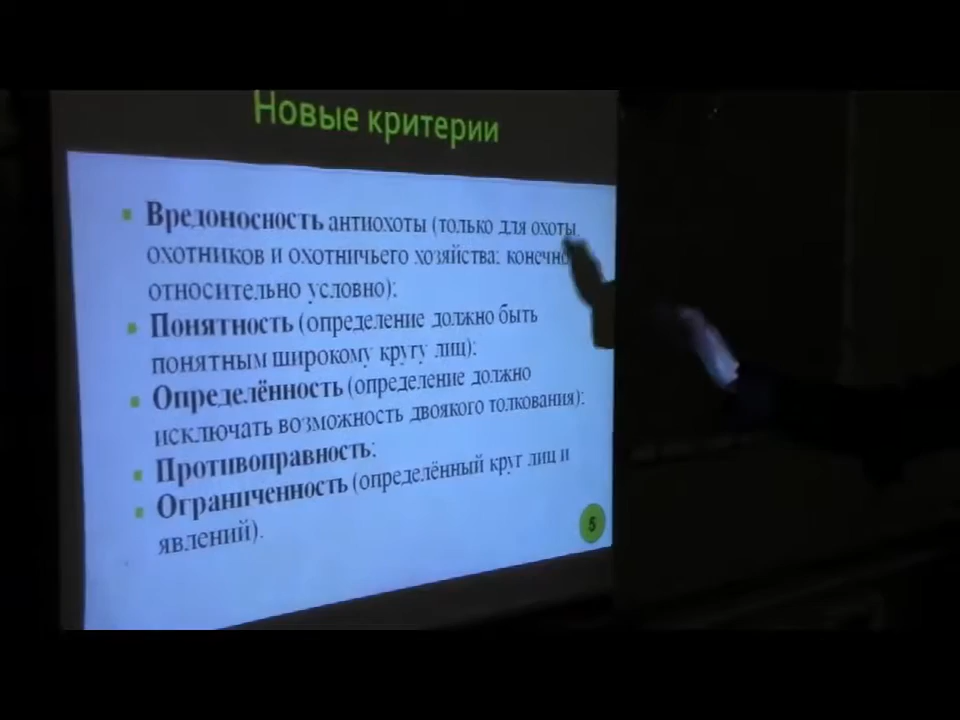 Новые критерии
Вредоносность антиохоты (только для охоты,
охотников и охотничьего хозяйства: конечно
относительно условно);
Понятность (определение должно быть
понятным широкому кругу лиц);
Определённость (определение должно
исключать возможность двоякого толкования);
Противоправность;
Ограниченность (определённый круг лиц и
явлений).
5